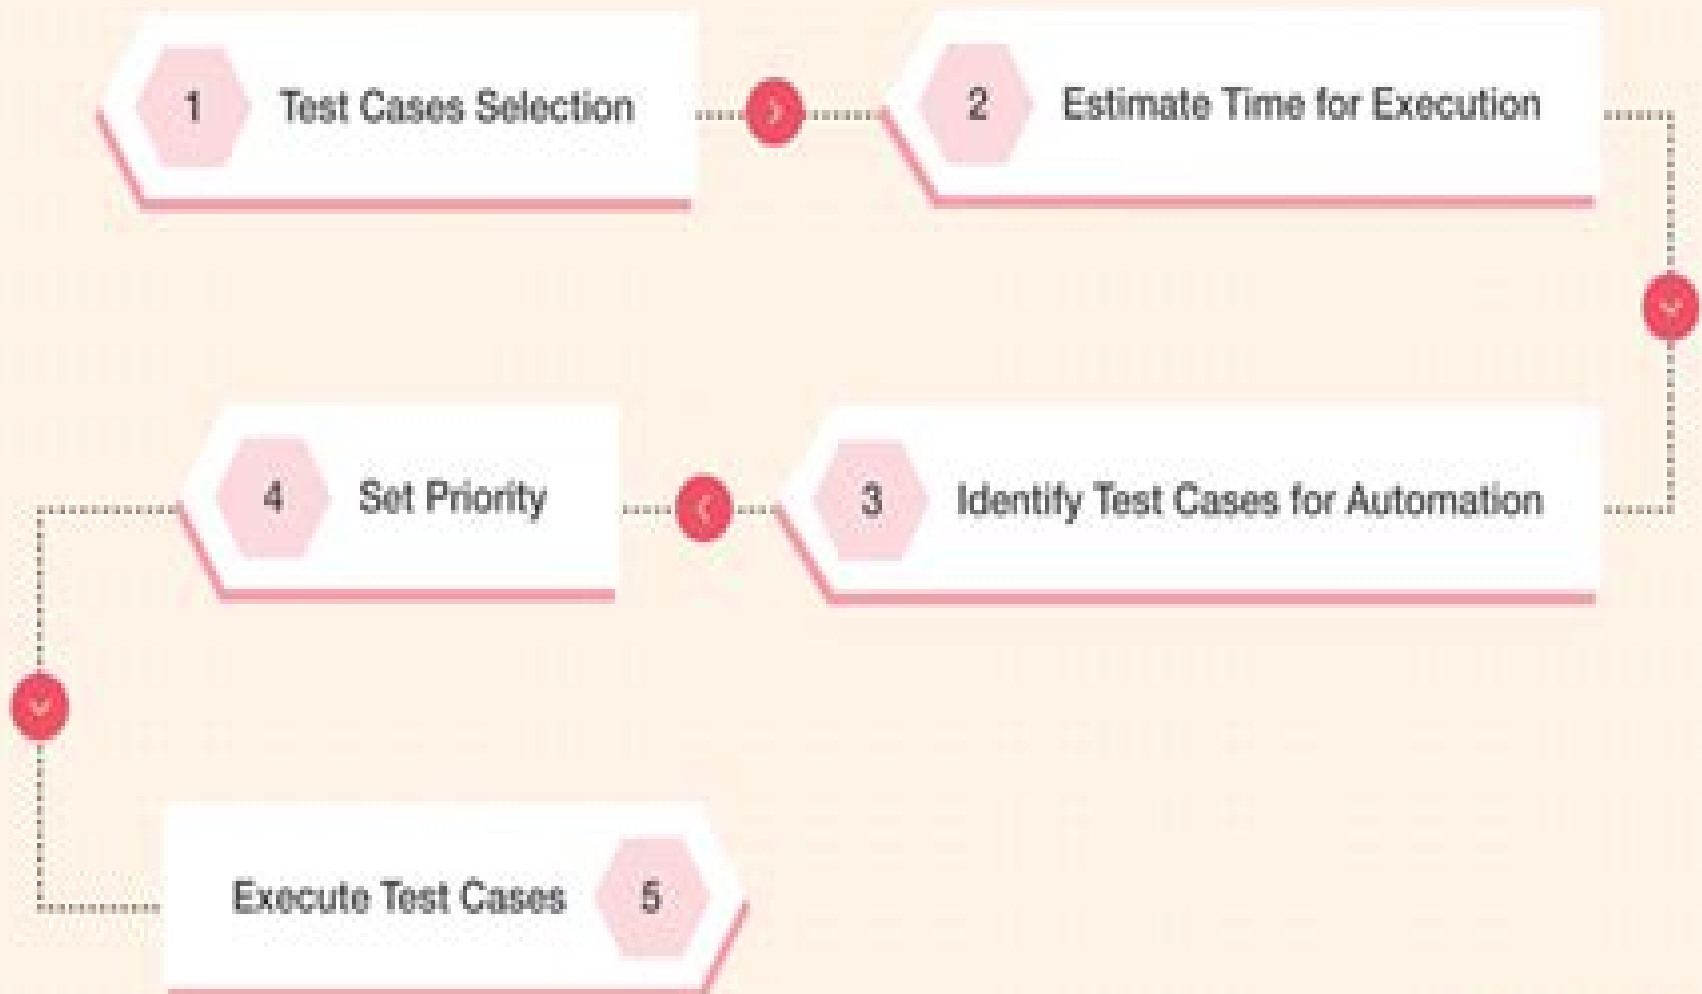 1 Test Cases Selection
2 Estimate Time for Execution
3 Identify Test Cases for Automation
4 Set Priority
Execute Test Cases 5